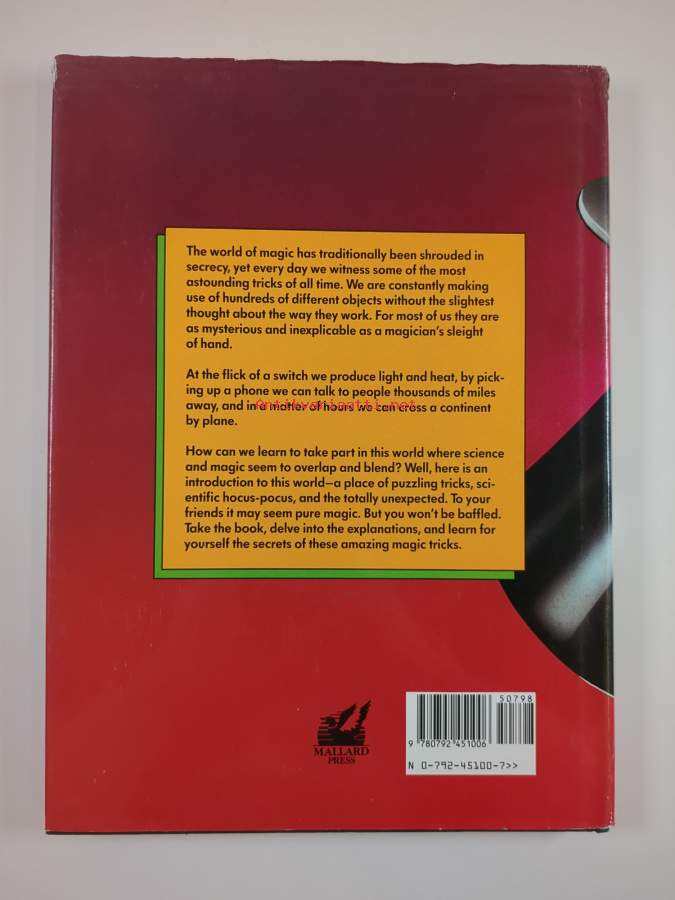 The world of magic has traditionally been shrouded in
secrecy, yet every day we witness some of the most
astounding tricks of all time. We are constantly making
use of hundreds of different objects without the slightest
thought about the way they work. For most of us they are
as mysterious and inexplicable as a magician's sleight
of hand.
At the flick of a switch we produce light and heat, by pick-
ing up a phone we can talk to people thousands of miles
away, and in a matter of hours we can cross a continent
Antikvariaatti.net
by plane.
How can we learn to take part in this world where science
and magic seem to overlap and blend? Well, here is an
introduction to this world—a place of puzzling tricks, sci-
entific hocus-pocus, and the totally unexpected. To your
friends it may seem pure magic. But you won't be baffled.
Take the book, delve into the explanations, and learn for
yourself the secrets of these amazing magic tricks.
MALLARD
PRESS
50798
9 780792 451006
N 0-792-45100-7>>